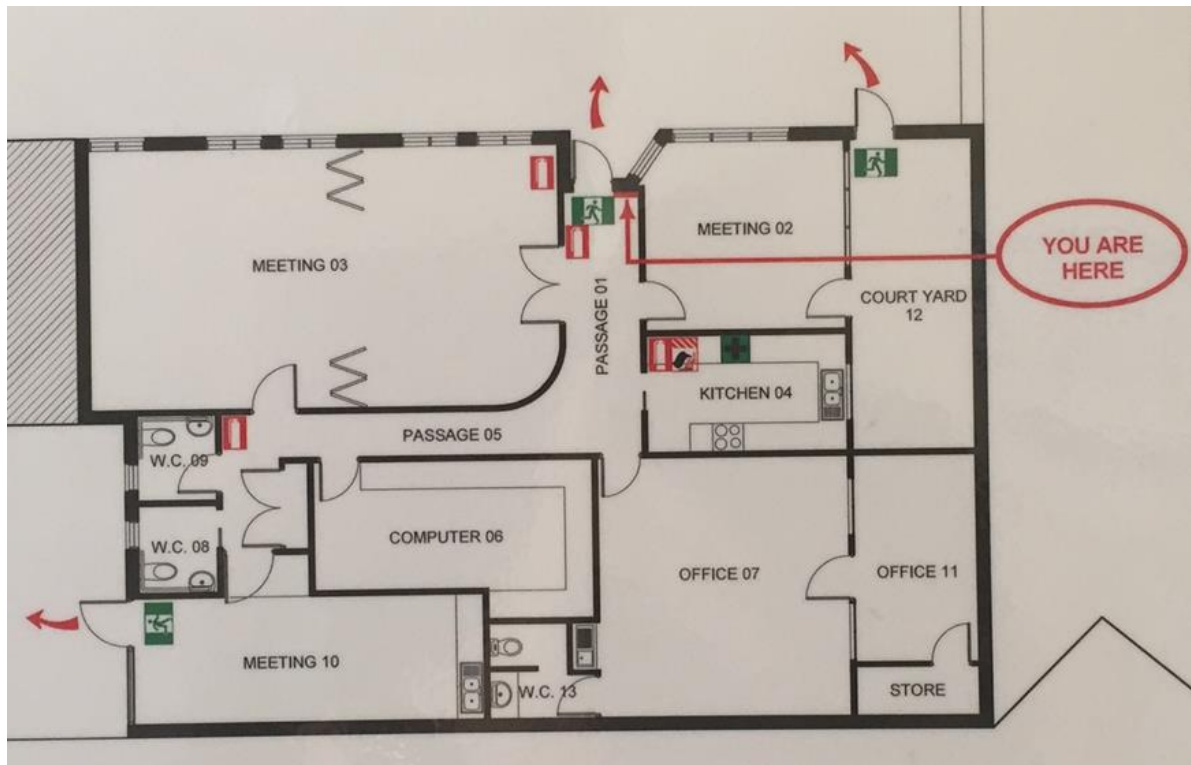 MEETING 02
YOU ARE
HERE
MEETING 03
COURT YARD
12
PASSAGE 01
KITCHEN 04
PASSAGE 05
W.C. 09
COMPUTER 06
W.C. 08
OFFICE 07
OFFICE 11
MEETING 10
W.C. 13
STORE